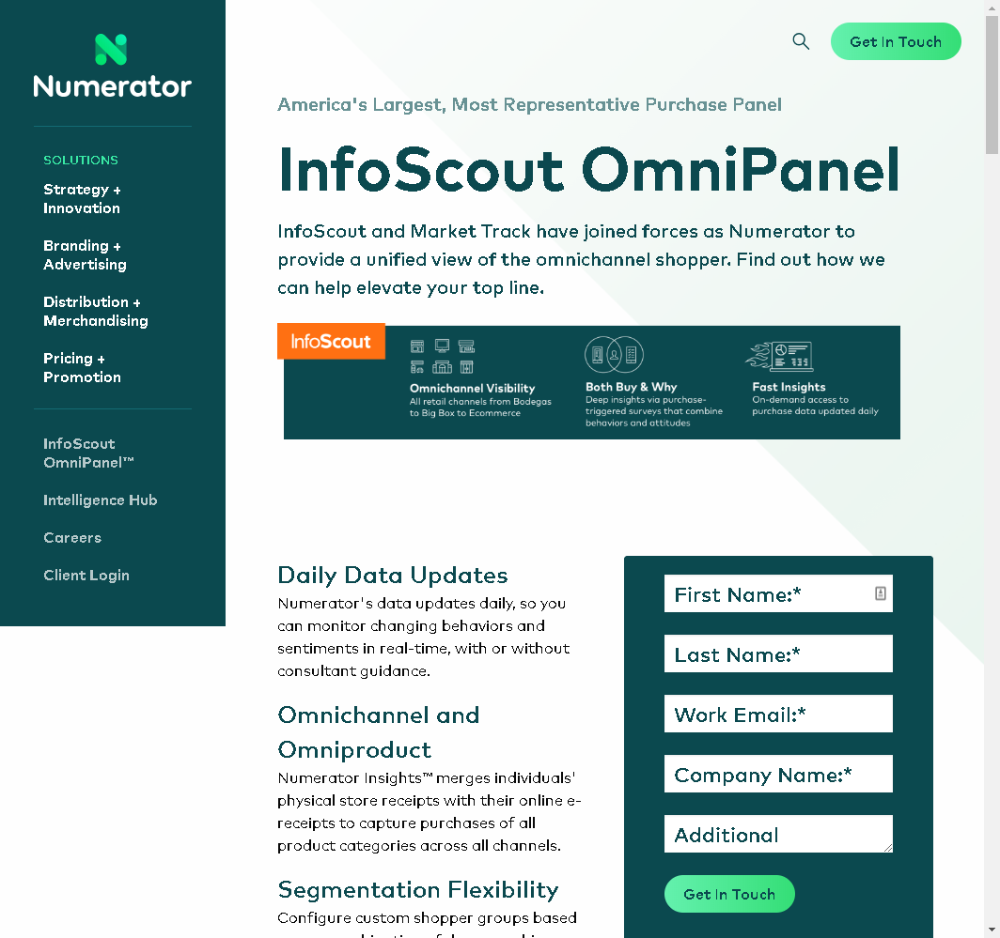 Numerator
SOLUTIONS
Strategy +
Innovation
Branding +
Advertising
Distribution +
Merchandising
Pricing +
Promotion
InfoScout
OmniPanel™
Intelligence Hub
Careers
Client Login
Get In Touch
America's Largest, Most Representative Purchase Panel
InfoScout OmniPanel
InfoScout and Market Track have joined forces as Numerator to
provide a unified view of the omnichannel shopper. Find out how we
can help elevate your top line.
InfoScout
Omnichannel Visibility
All retail channels from Bodegas
to Big Box to Ecommerce
Both Buy & Why
Deep insights via purchase-
triggered surveys that combine
behaviors and attitudes
Fast Insights
On-demand access to
purchase data updated daily
Daily Data Updates
Numerator's data updates daily, so you
can monitor changing behaviors and
sentiments in real-time, with or without
consultant guidance.
Omnichannel and
Omniproduct
Numerator Insights™ merges individuals'
physical store receipts with their online e-
receipts to capture purchases of all
product categories across all channels.
Segmentation Flexibility
Configure custom shopper groups based
First Name:*
Last Name:*
Work Email:*
Company Name:*
Additional
Get In Touch